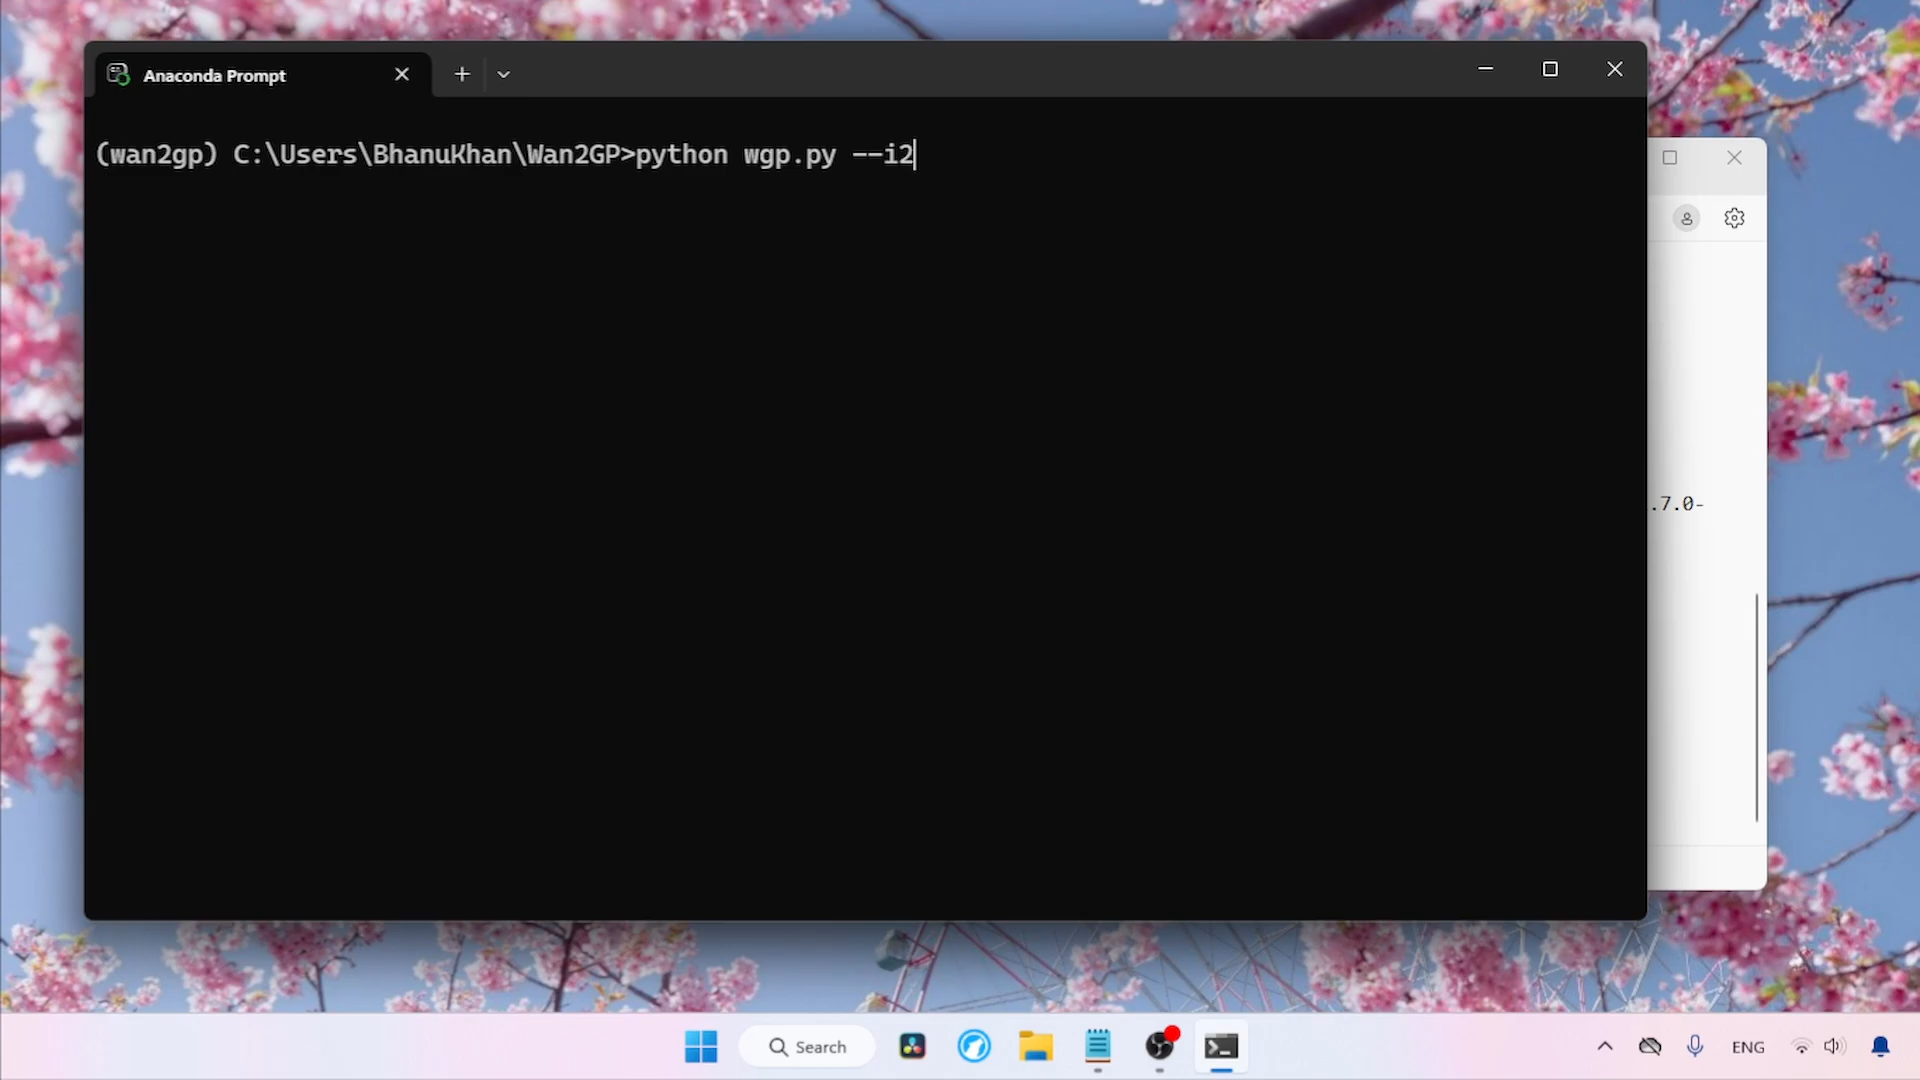 Anaconda Prompt
(wan2gp) C:\Users\BhanuKhan\Wan2GP>python wgp.py --i2
.7.0-
Search
ENG